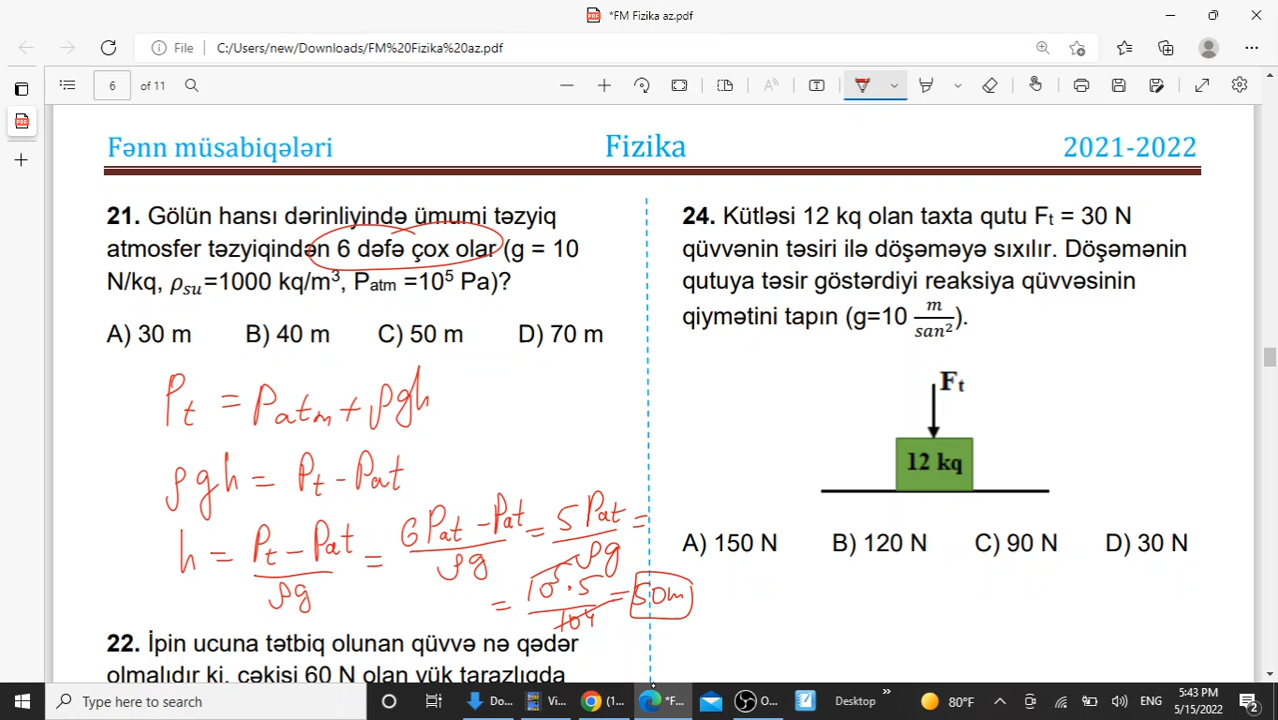 *FM Fizika az.pdf
File C:/Users/new/Downloads/FM%20Fizika%20az.pdf
6 of 11
Fənn müsabiqələri Fizika 2021-2022
21. Gölün hansı dərinliyində ümumi təzyiq
atmosfer təzyiqindən 6 dəfə çox olar (g = 10
N/kq, ρsu=1000 kq/m³, Patm =10⁵ Pa)?
A) 30 m B) 40 m C) 50 m D) 70 m
Pt = Patm + ρgh
ρgh = Pt - Pat
h = Pt - Pat / ρg = 6Pat - Pat / ρg = 5Pat / ρg =
= 10⁵·5 / 10⁴ = 50m
22. İpin ucuna tətbiq olunan qüvvə nə qədər
olmalıdır ki, çəkisi 60 N olan yük tarazlıqda
24. Kütləsi 12 kq olan taxta qutu Ft = 30 N
qüvvənin təsiri ilə döşəməyə sıxılır. Döşəmənin
qutuya təsir göstərdiyi reaksiya qüvvəsinin
qiymətini tapın (g=10 m/san²).
Ft
12 kq
A) 150 N B) 120 N C) 90 N D) 30 N
Type here to search
Do...
Vi...
(1...
*F...
O...
Desktop
80°F
ENG
5:43 PM
5/15/2022
2